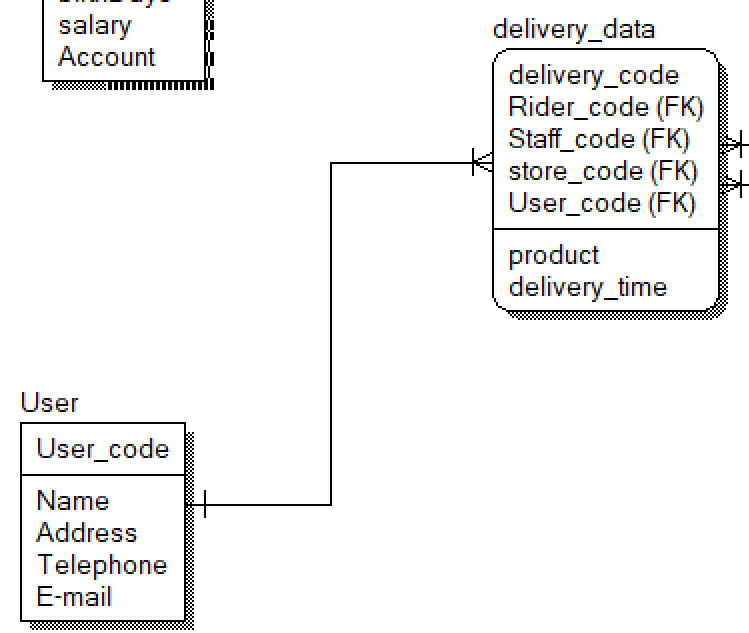 salary
Account
delivery_data
delivery_code
Rider_code (FK)
Staff_code (FK)
store_code (FK)
User_code (FK)
product
delivery_time
User
User_code
Name
Address
Telephone
E-mail